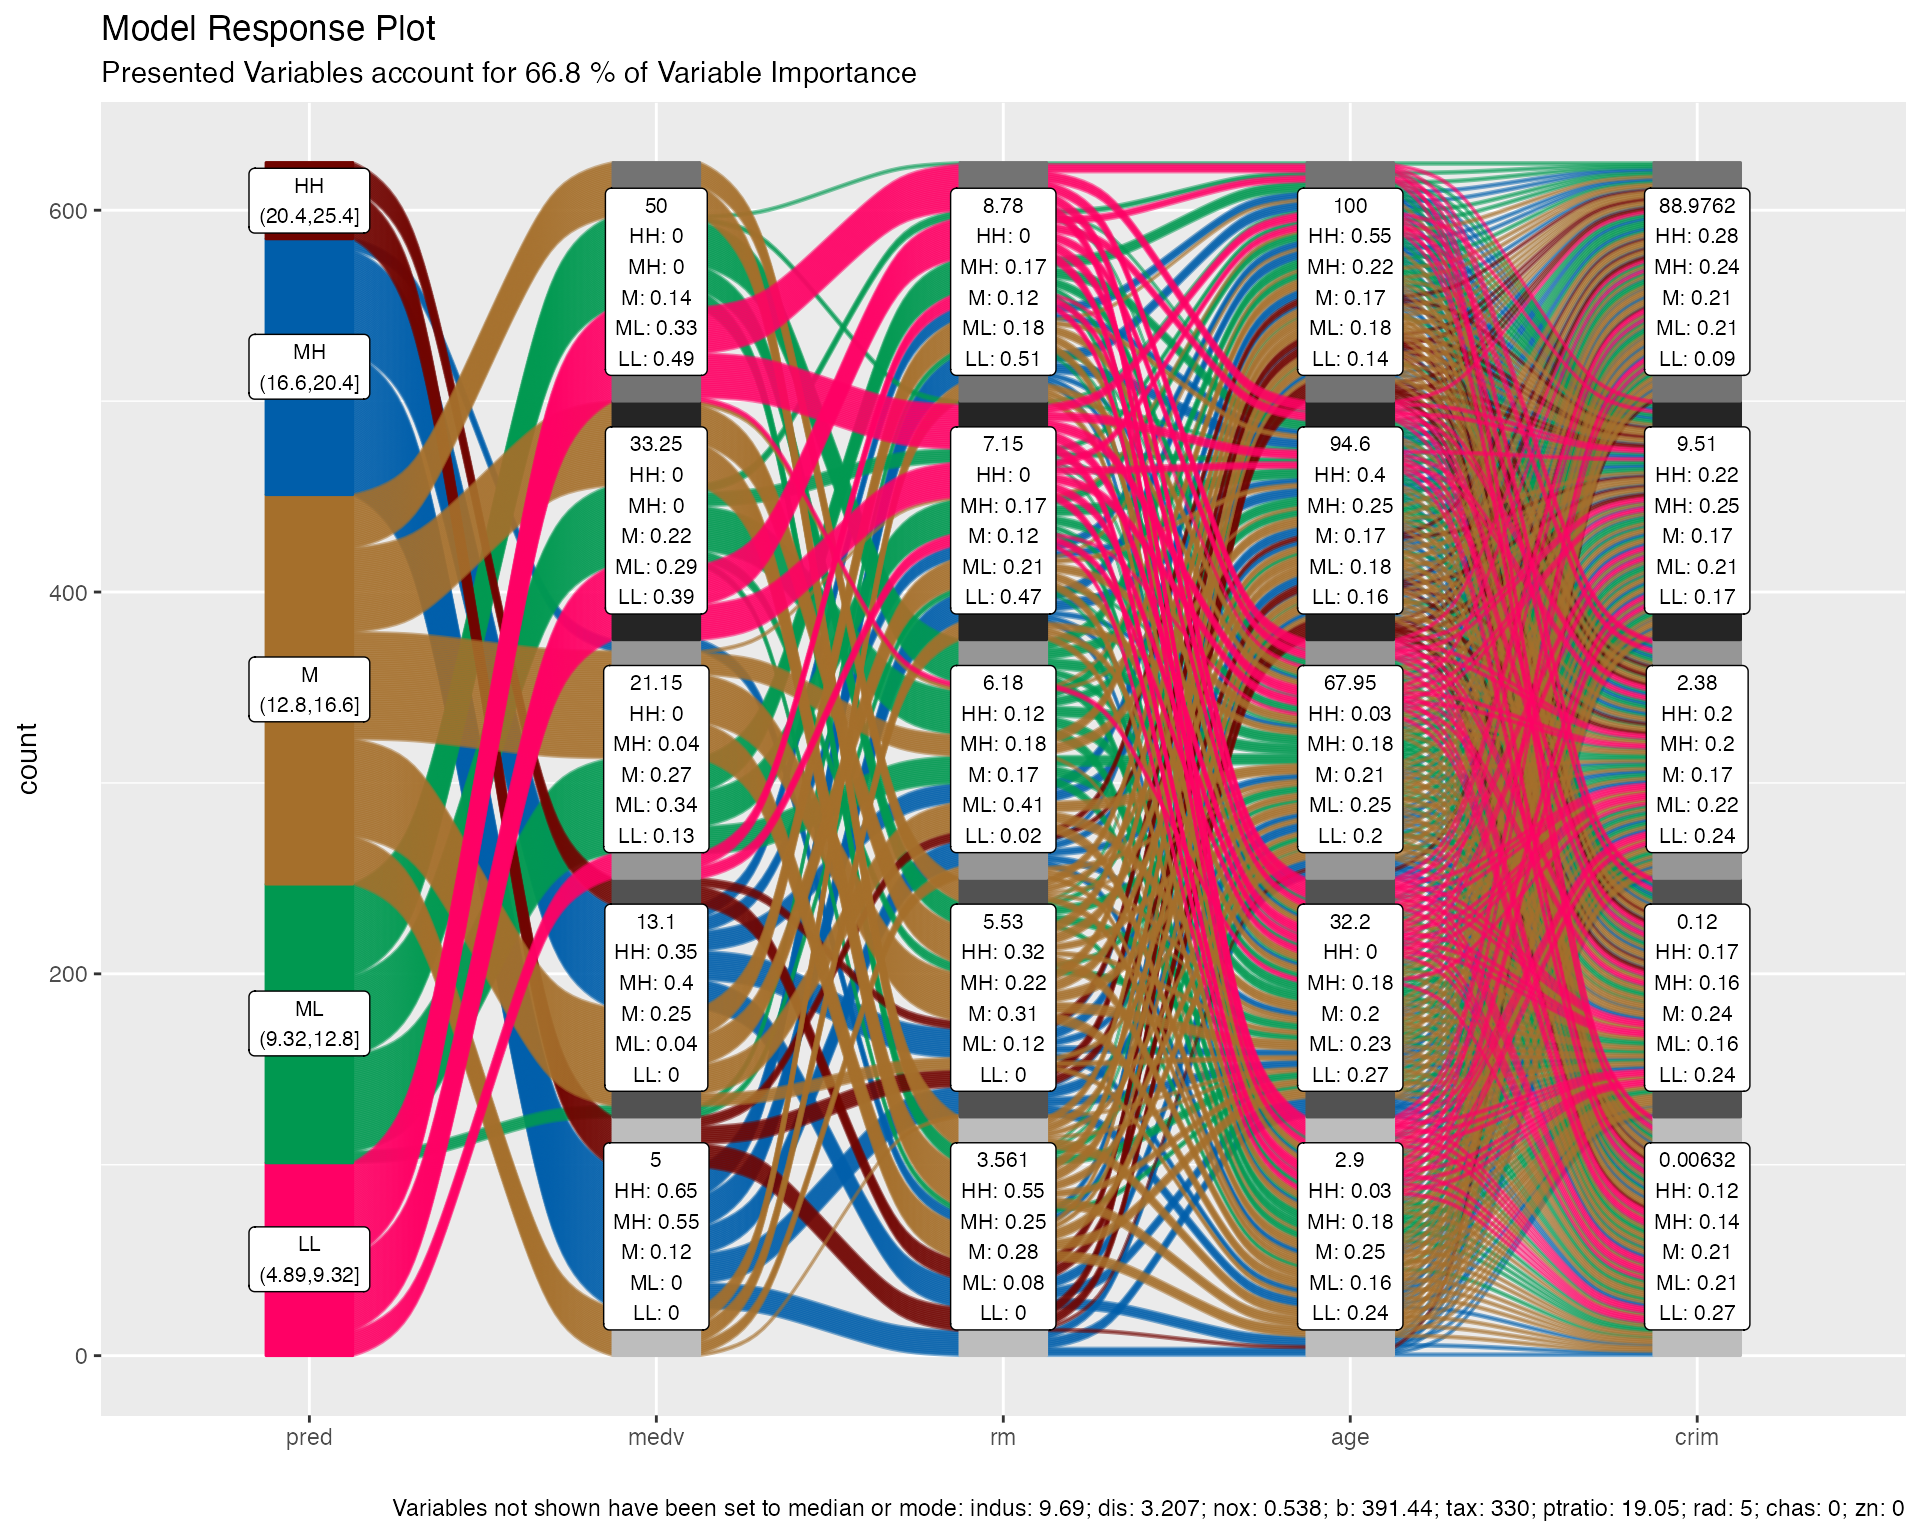 Model Response Plot
Presented Variables account for 66.8 % of Variable Importance
count
600
400
200
0
HH
(20.4,25.4]
MH
(16.6,20.4]
M
(12.8,16.6]
ML
(9.32,12.8]
LL
(4.89,9.32]
50
HH: 0
MH: 0
M: 0.14
ML: 0.33
LL: 0.49
33.25
HH: 0
MH: 0
M: 0.22
ML: 0.29
LL: 0.39
21.15
HH: 0
MH: 0.04
M: 0.27
ML: 0.34
LL: 0.13
13.1
HH: 0.35
MH: 0.4
M: 0.25
ML: 0.04
LL: 0
5
HH: 0.65
MH: 0.55
M: 0.12
ML: 0
LL: 0
8.78
HH: 0
MH: 0.17
M: 0.12
ML: 0.18
LL: 0.51
7.15
HH: 0
MH: 0.17
M: 0.12
ML: 0.21
LL: 0.47
6.18
HH: 0.12
MH: 0.18
M: 0.17
ML: 0.41
LL: 0.02
5.53
HH: 0.32
MH: 0.22
M: 0.31
ML: 0.12
LL: 0
3.561
HH: 0.55
MH: 0.25
M: 0.28
ML: 0.08
LL: 0
100
HH: 0.55
MH: 0.22
M: 0.17
ML: 0.18
LL: 0.14
94.6
HH: 0.4
MH: 0.25
M: 0.17
ML: 0.18
LL: 0.16
67.95
HH: 0.03
MH: 0.18
M: 0.21
ML: 0.25
LL: 0.2
32.2
HH: 0
MH: 0.18
M: 0.2
ML: 0.23
LL: 0.27
2.9
HH: 0.03
MH: 0.18
M: 0.25
ML: 0.16
LL: 0.24
88.9762
HH: 0.28
MH: 0.24
M: 0.21
ML: 0.21
LL: 0.09
9.51
HH: 0.22
MH: 0.25
M: 0.17
ML: 0.21
LL: 0.17
2.38
HH: 0.2
MH: 0.2
M: 0.17
ML: 0.22
LL: 0.24
0.12
HH: 0.17
MH: 0.16
M: 0.24
ML: 0.16
LL: 0.24
0.00632
HH: 0.12
MH: 0.14
M: 0.21
ML: 0.21
LL: 0.27
pred
medv
rm
age
crim
Variables not shown have been set to median or mode: indus: 9.69; dis: 3.207; nox: 0.538; b: 391.44; tax: 330; ptratio: 19.05; rad: 5; chas: 0; zn: 0